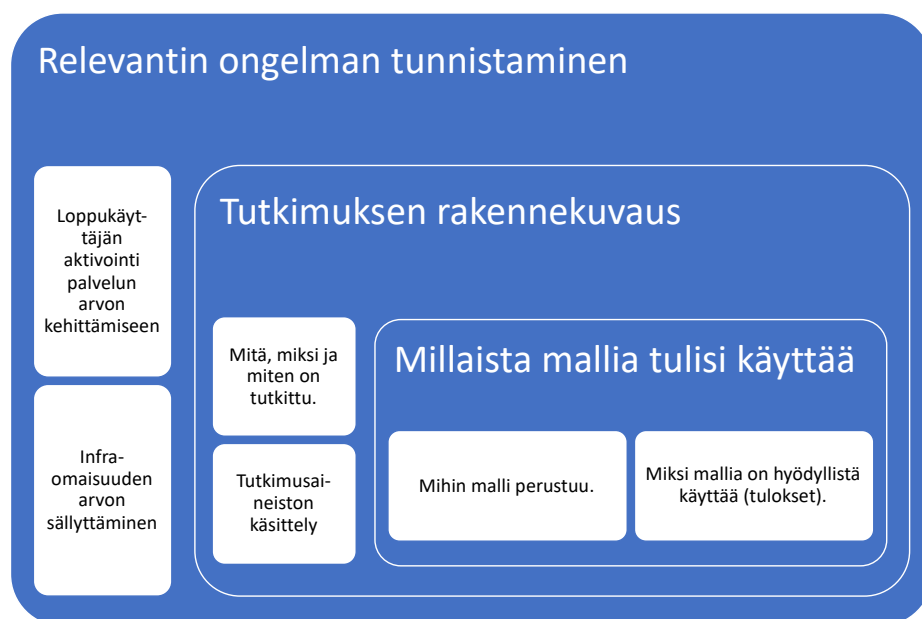 Relevantin ongelman tunnistaminen
Loppukäyt-
täjän
aktivointi
palvelun
arvon
kehittämiseen
Infra-
omaisuuden
arvon
sällyttäminen
Tutkimuksen rakennekuvaus
Mitä, miksi ja
miten on
tutkittu.
Tutkimusai-
neiston
käsittely
Millaista mallia tulisi käyttää
Mihin malli perustuu.
Miksi mallia on hyödyllistä
käyttää (tulokset).